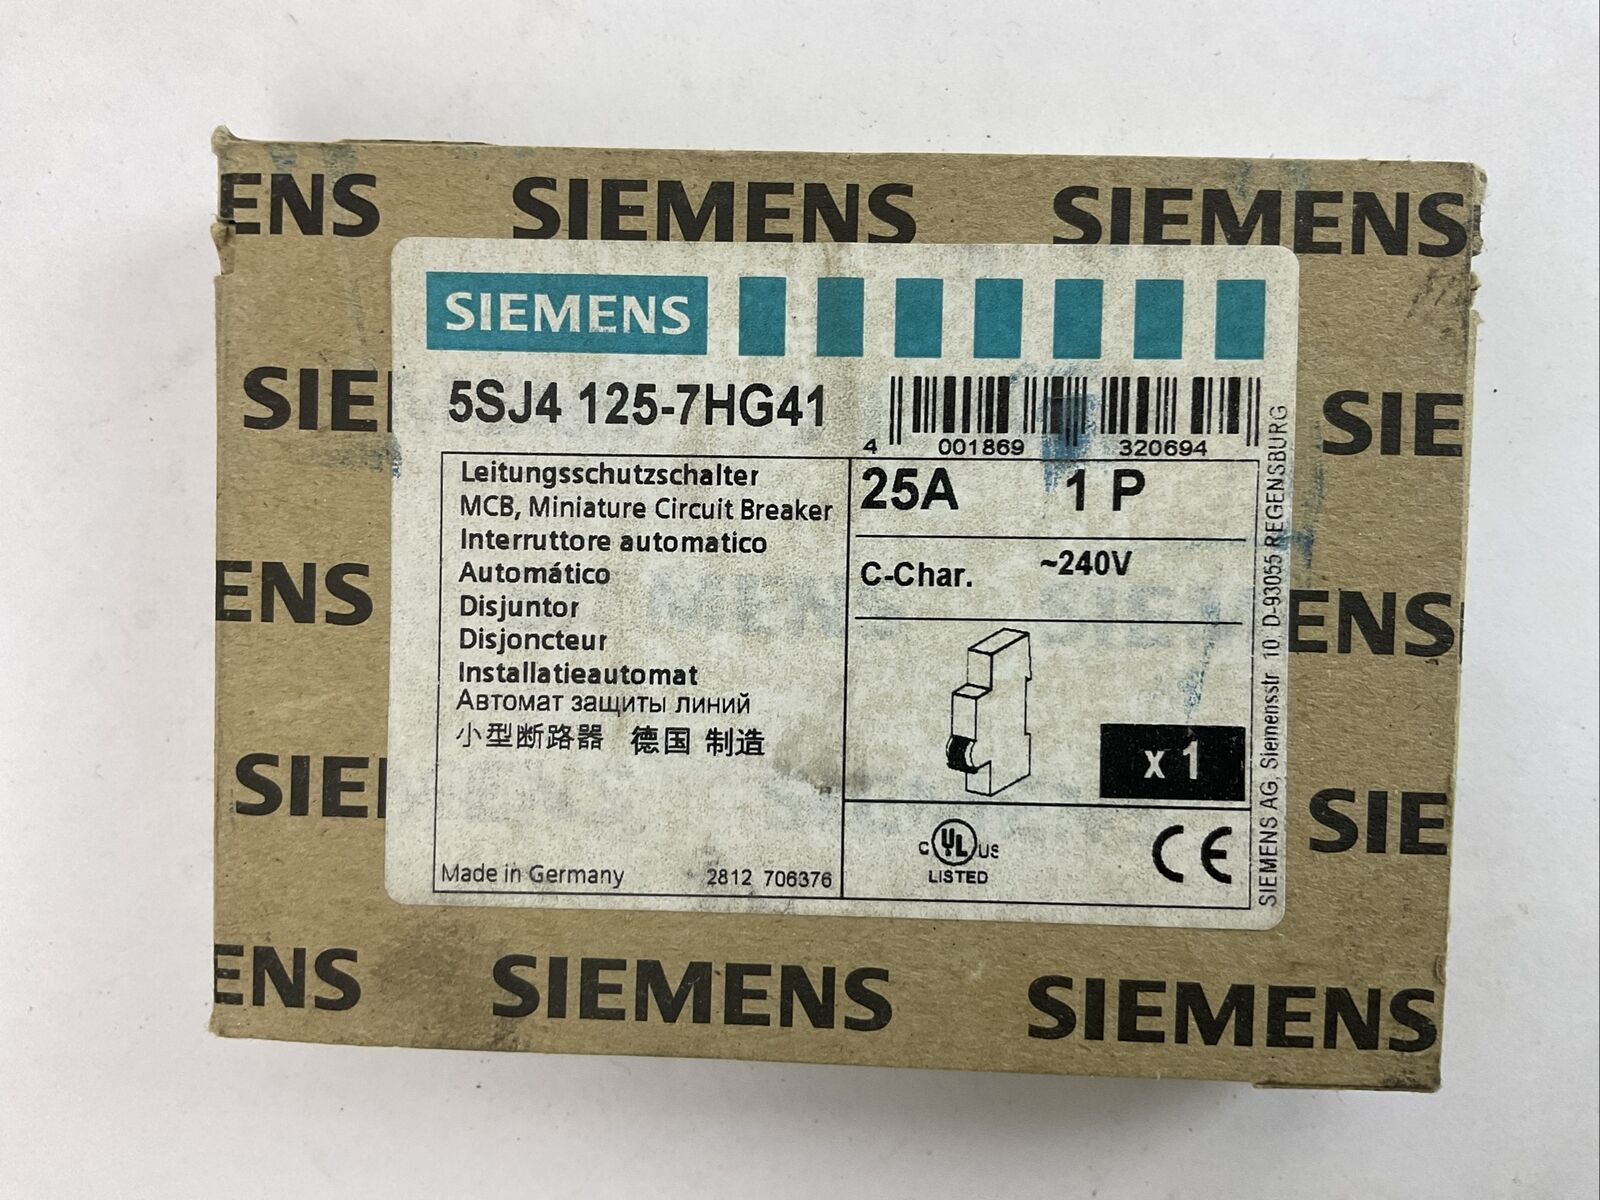 ENS SIEMENS SIEMENS
SIEMENS
SIE SIE
5SJ4 125-7HG41
4 001869 320694
Leitungsschutzschalter
MCB, Miniature Circuit Breaker
Interruttore automatico
Automático
Disjuntor
Disjoncteur
Installatieautomat
Автомат защиты линий
小型断路器 德国 制造
Made in Germany 2812 706376
25A 1 P
C-Char. ~240V
x 1
C UL US
LISTED
CE
SIEMENS AG, Siemensstr 10 D-93055 REGENSBURG
ENS ENS
SIE SIE
ENS SIEMENS SIEMENS